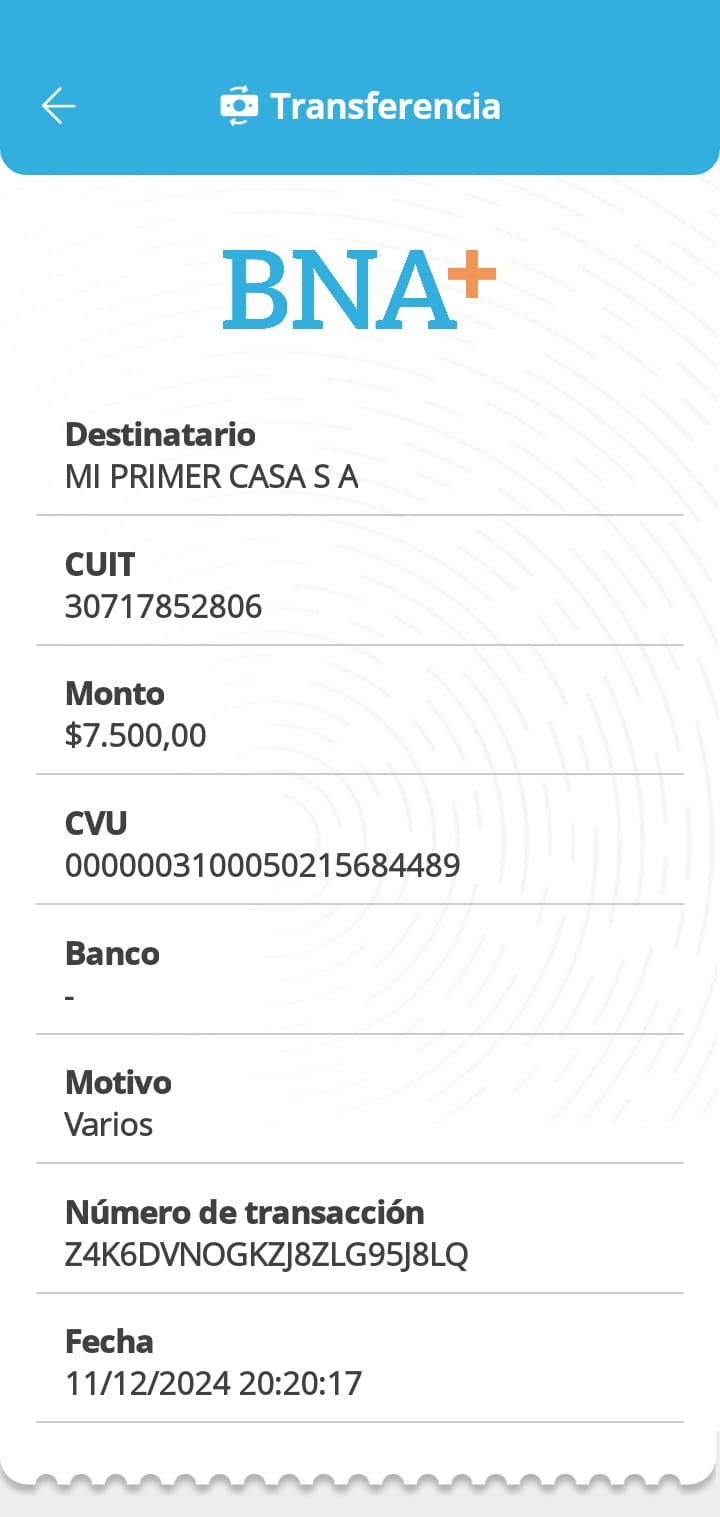 Transferencia
BNA+
Destinatario
MI PRIMER CASA S A
CUIT
30717852806
Monto
$7.500,00
CVU
0000003100050215684489
Banco
-
Motivo
Varios
Número de transacción
Z4K6DVNOGKZJ8ZLG95J8LQ
Fecha
11/12/2024 20:20:17